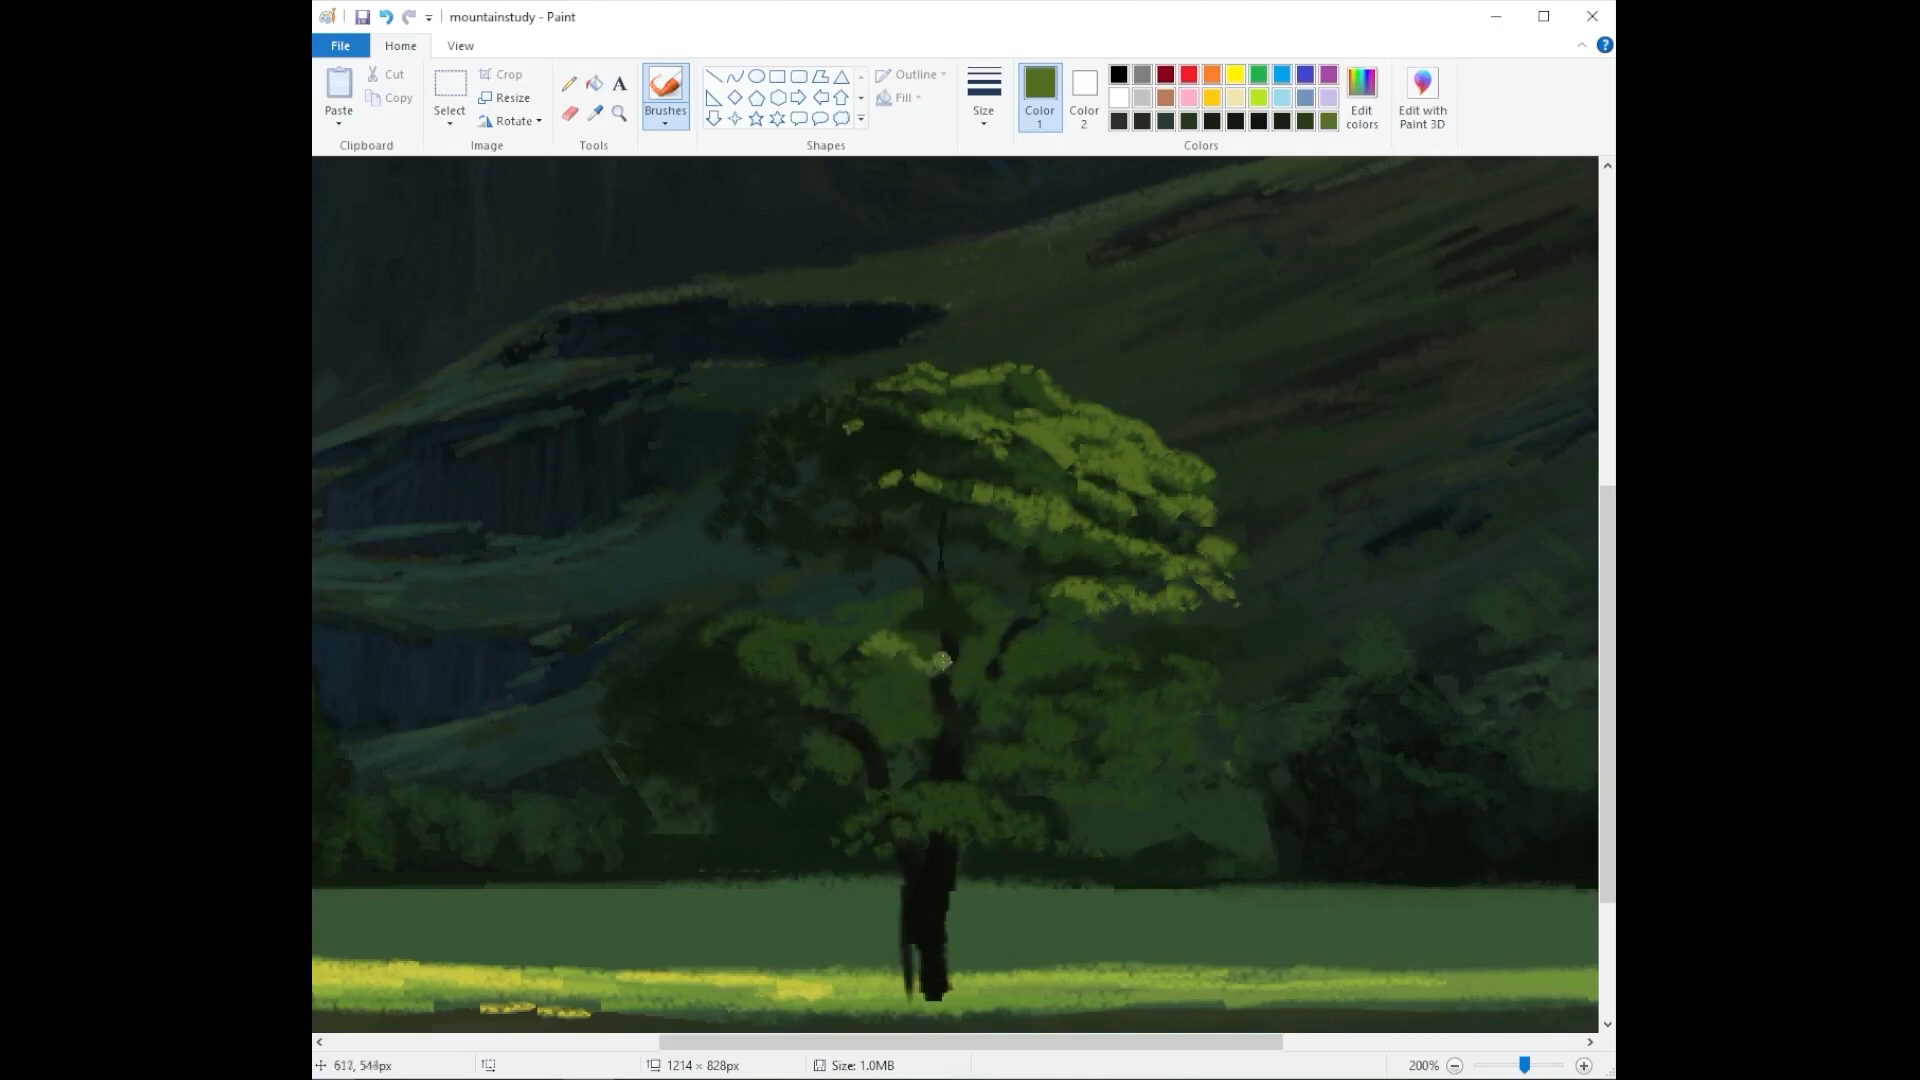 mountainstudy - Paint
File Home View
Paste
Cut
Copy
Clipboard
Select
Crop
Resize
Rotate
Image
A
Tools
Brushes
Outline
Fill
Shapes
Size
Color 1
Color 2
Edit colors
Colors
Edit with Paint 3D
1214 × 828px
Size: 1.0MB
200%